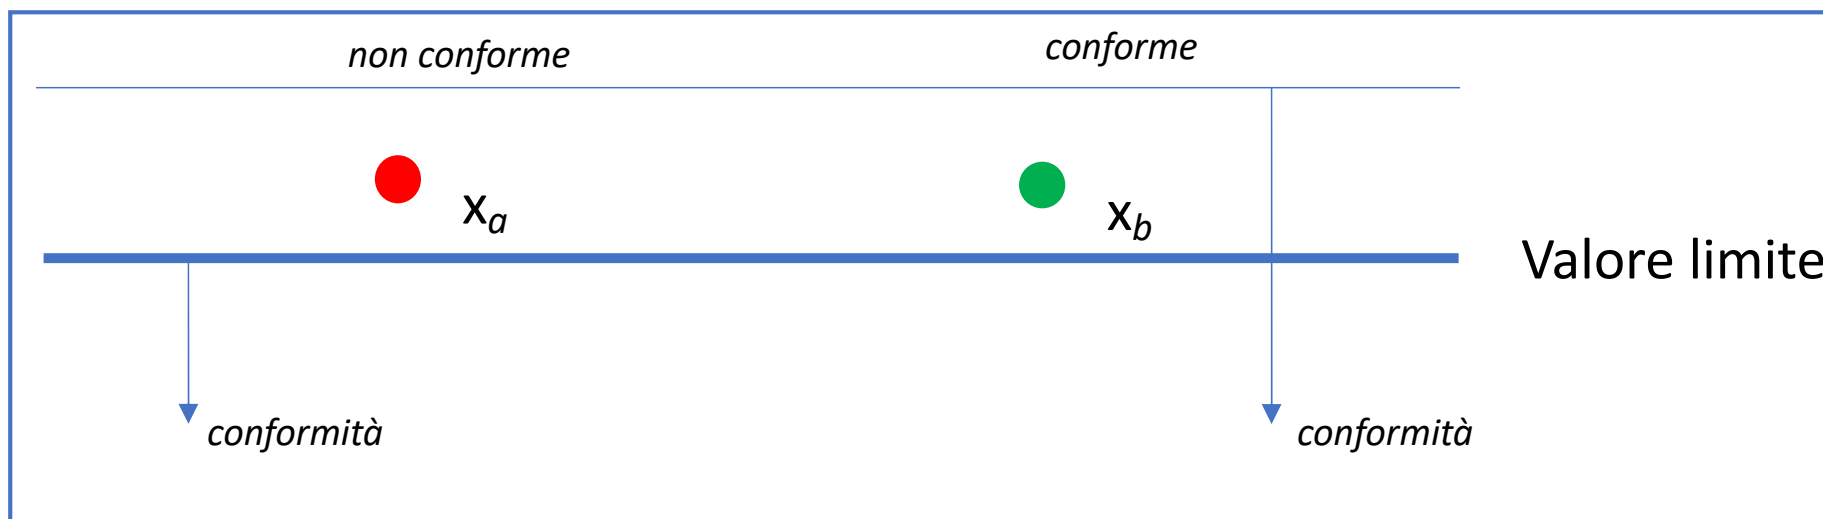 non conforme
conforme
xa
xb
Valore limite
conformità
conformità